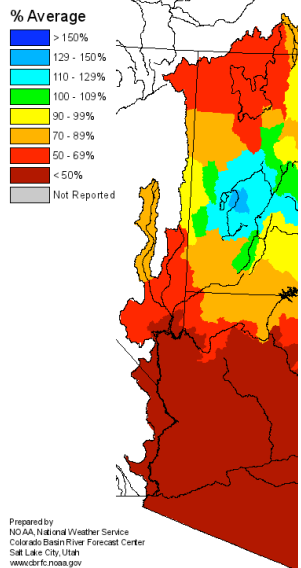 % Average
> 150%
129 - 150%
110 - 129%
100 - 109%
90 - 99%
70 - 89%
50 - 69%
< 50%
Not Reported
Prepared by
NOAA, National Weather Service
Colorado Basin River Forecast Center
Salt Lake City, Utah
www.cbrfc.noaa.gov